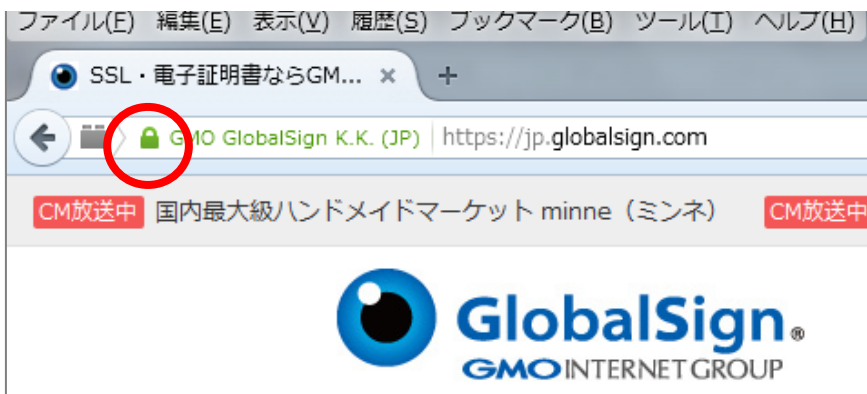 ファイル(F) 編集(E) 表示(V) 履歴(S) ブックマーク(B) ツール(T) ヘルプ(H)
SSL・電子証明書ならGM... × +
GMO GlobalSign K.K. (JP) https://jp.globalsign.com
CM放送中 国内最大級ハンドメイドマーケット minne（ミンネ） CM放送中
GlobalSign®
GMO INTERNET GROUP